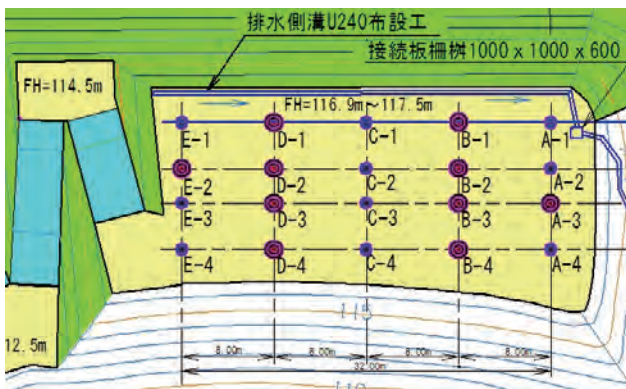 排水側溝U240布設工
接続板柵桝1000 x 1000 x 600
FH=114.5m
FH=116.9m～117.5m
E-1 D-1 C-1 B-1 A-1
E-2 D-2 C-2 B-2 A-2
E-3 D-3 C-3 B-3 A-3
E-4 D-4 C-4 B-4 A-4
115
12.5m
8.00m 8.00m 8.00m 8.00m
32.00m
110